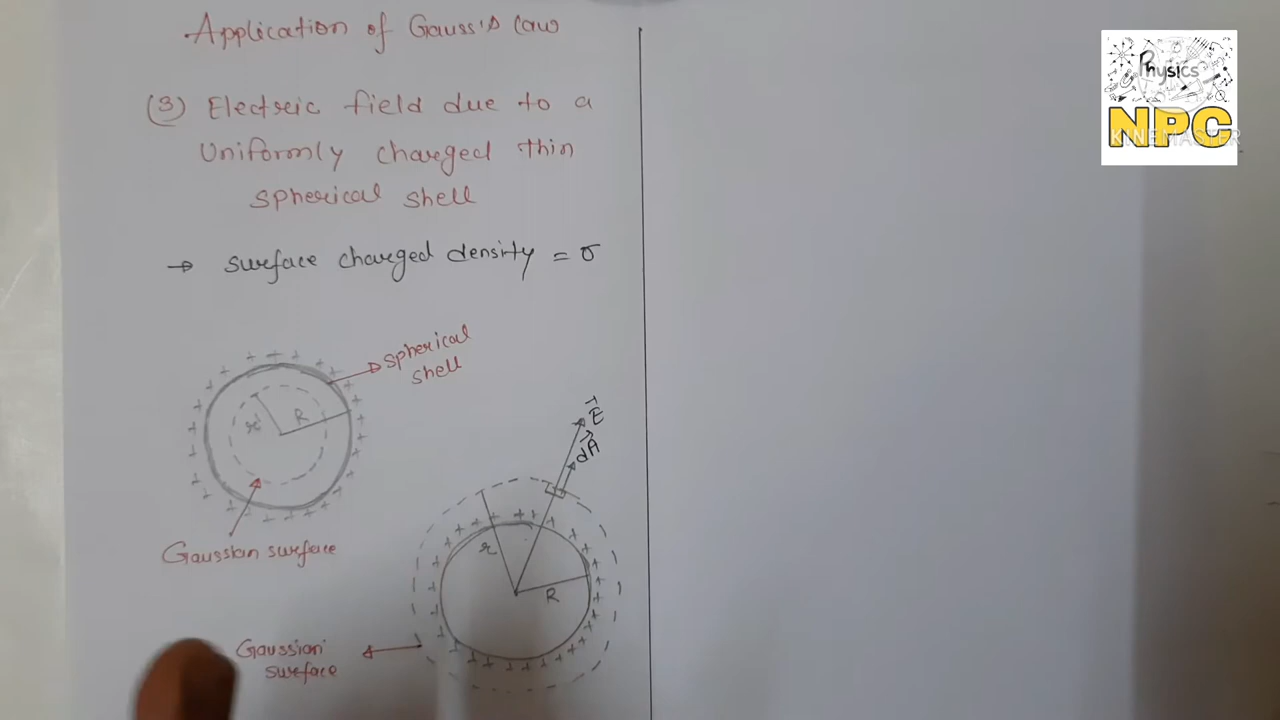 Application of Gauss's law
(3) Electric field due to a
Uniformly charged thin
spherical shell
→ surface charged density = σ
spherical
shell
R
r
Gaussian surface
E
dA
r
R
Gaussian
surface
Physics
NPC
KINEMASTER